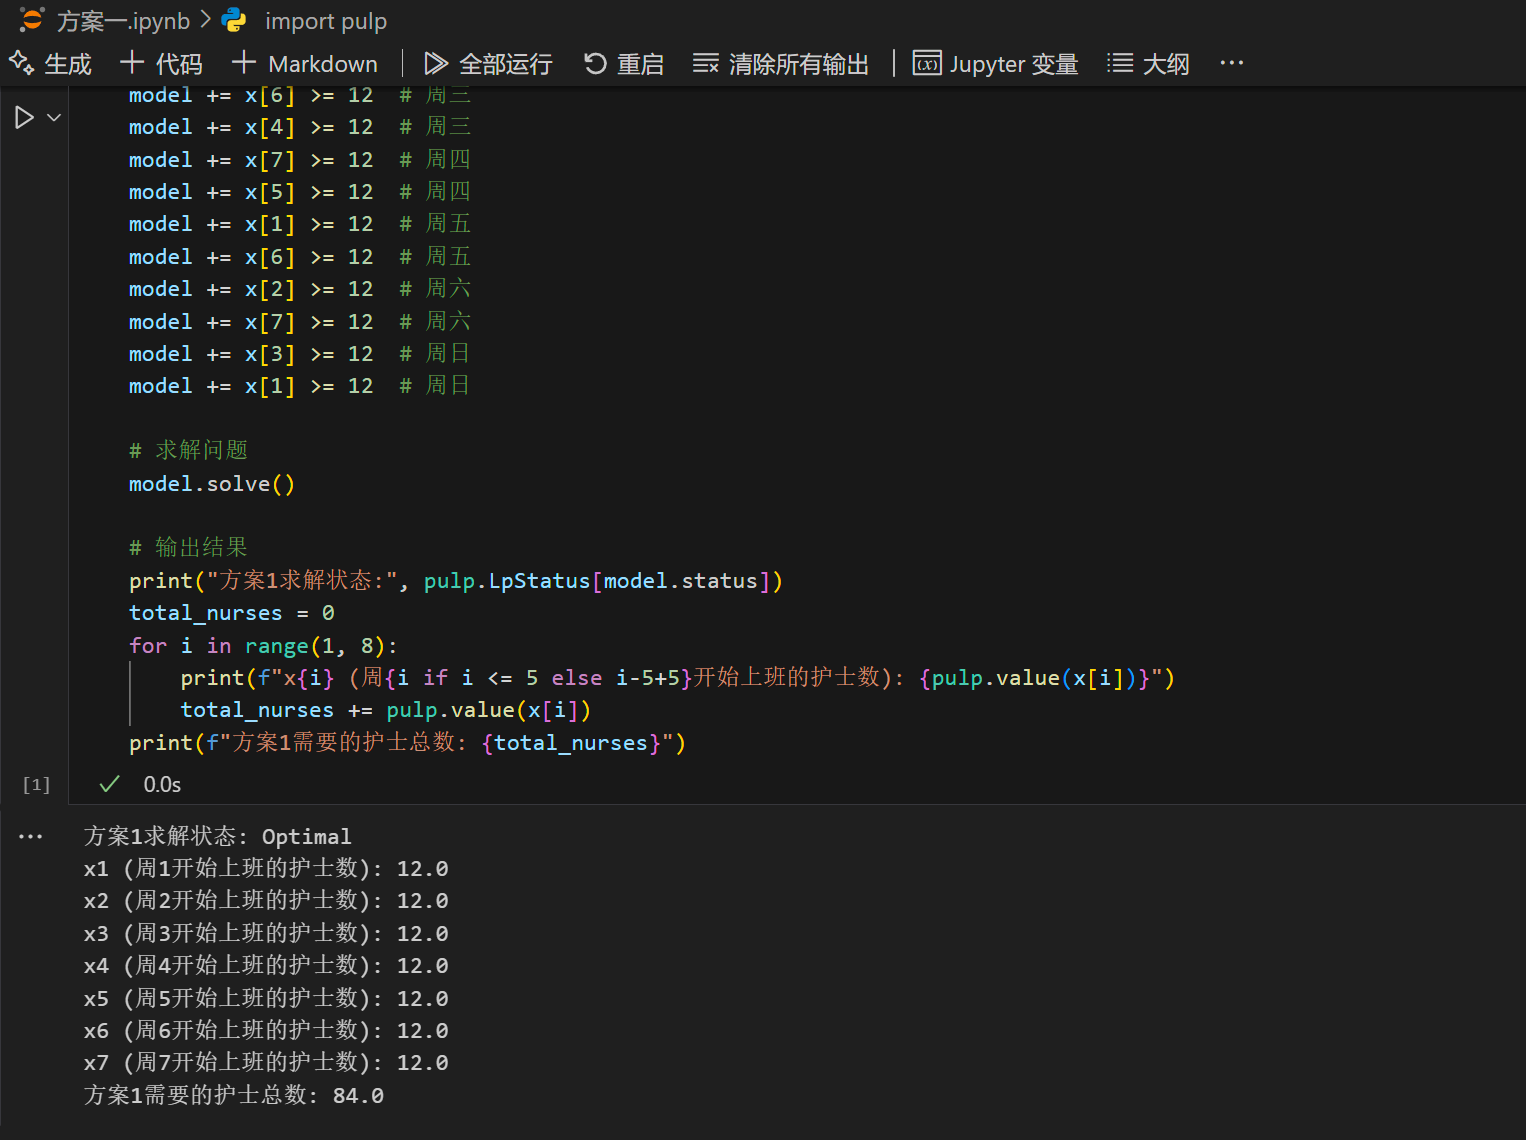 方案一.ipynb > import pulp
生成 + 代码 + Markdown | 全部运行 重启 清除所有输出 | Jupyter 变量 大纲 ···
model += x[6] >= 12  # 周三
model += x[4] >= 12  # 周三
model += x[7] >= 12  # 周四
model += x[5] >= 12  # 周四
model += x[1] >= 12  # 周五
model += x[6] >= 12  # 周五
model += x[2] >= 12  # 周六
model += x[7] >= 12  # 周六
model += x[3] >= 12  # 周日
model += x[1] >= 12  # 周日
# 求解问题
model.solve()
# 输出结果
print("方案1求解状态:", pulp.LpStatus[model.status])
total_nurses = 0
for i in range(1, 8):
    print(f"x{i} (周{i if i <= 5 else i-5+5}开始上班的护士数): {pulp.value(x[i])}")
    total_nurses += pulp.value(x[i])
print(f"方案1需要的护士总数: {total_nurses}")
[1] ✓ 0.0s
··· 方案1求解状态: Optimal
x1 (周1开始上班的护士数): 12.0
x2 (周2开始上班的护士数): 12.0
x3 (周3开始上班的护士数): 12.0
x4 (周4开始上班的护士数): 12.0
x5 (周5开始上班的护士数): 12.0
x6 (周6开始上班的护士数): 12.0
x7 (周7开始上班的护士数): 12.0
方案1需要的护士总数: 84.0